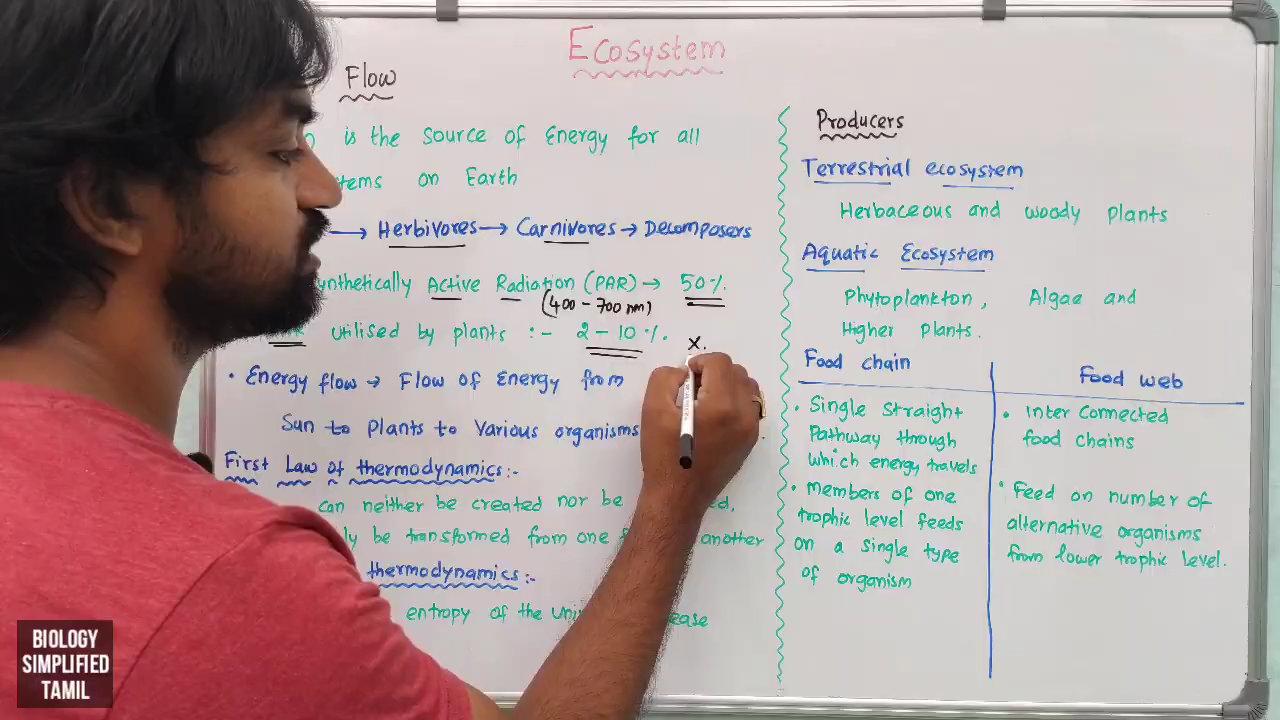 Ecosystem
Flow
is the source of Energy for all
on Earth
→ Herbivores → Carnivores → Decomposers
Active Radiation (PAR) → 50%.
(400 - 700 nm)
utilised by plants :- 2 - 10%.
x.
• Energy flow → Flow of Energy from
Sun to Plants to Various organisms
First Law of thermodynamics:-
can neither be created nor be
be transformed from one another
thermodynamics:-
entropy of the
Producers
Terrestrial ecosystem
Herbaceous and woody plants
Aquatic Ecosystem
Phytoplankton, Algae and
Higher Plants.
Food chain
• Single Straight
Pathway through
which energy travels
• Members of one
trophic level feeds
on a single type
of organism
Food web
• Inter Connected
food chains
• Feed on number of
alternative organisms
from lower trophic level.
BIOLOGY
SIMPLIFIED
TAMIL